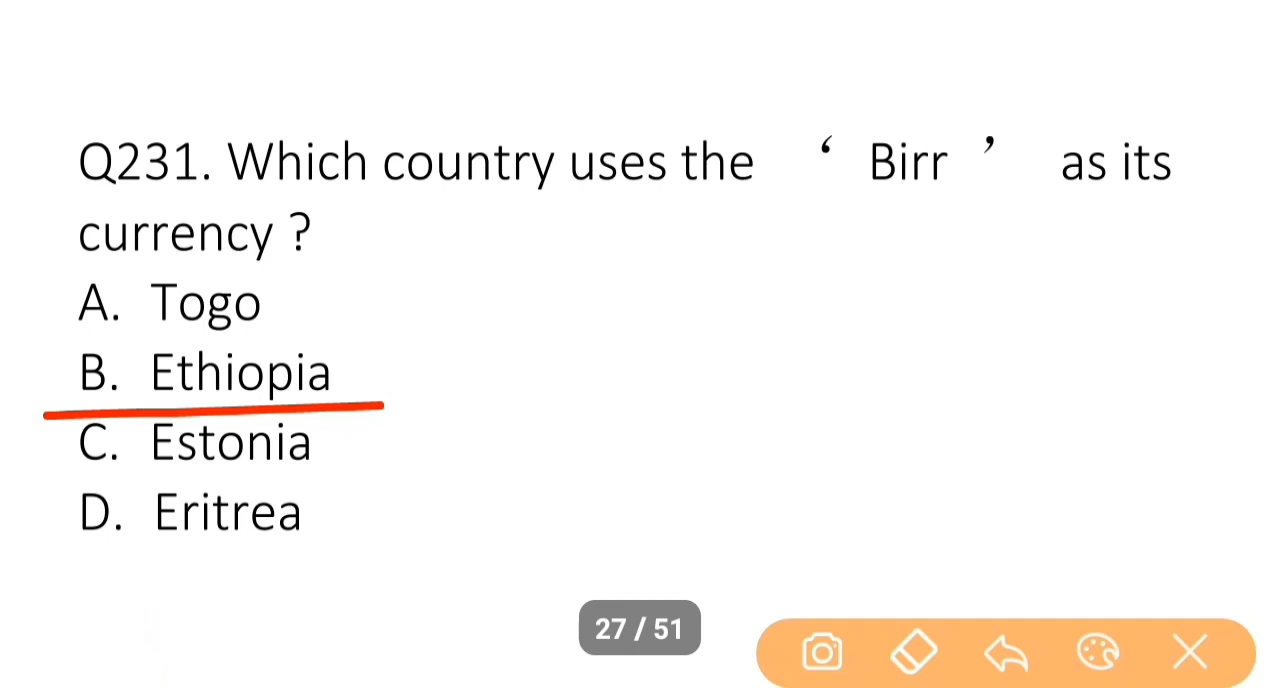 Q231. Which country uses the ‘ Birr ’ as its
currency ?
A. Togo
B. Ethiopia
C. Estonia
D. Eritrea
27 / 51